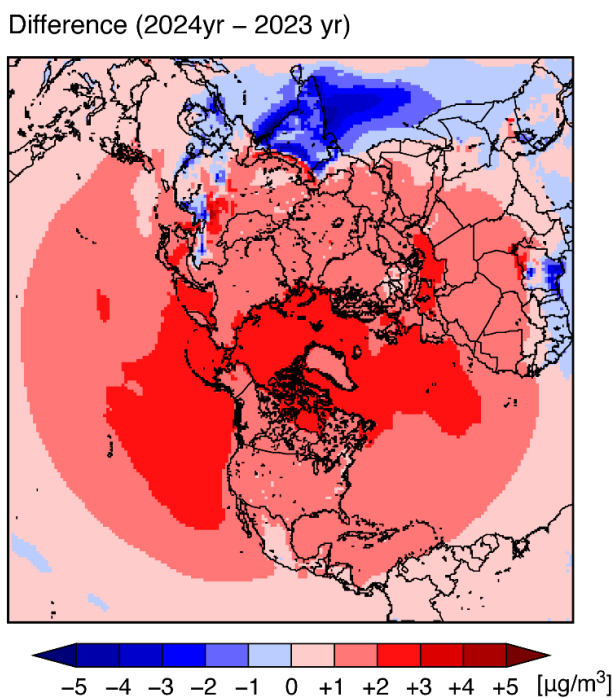 Difference (2024yr − 2023 yr)
−5 −4 −3 −2 −1 0 +1 +2 +3 +4 +5 [µg/m³]